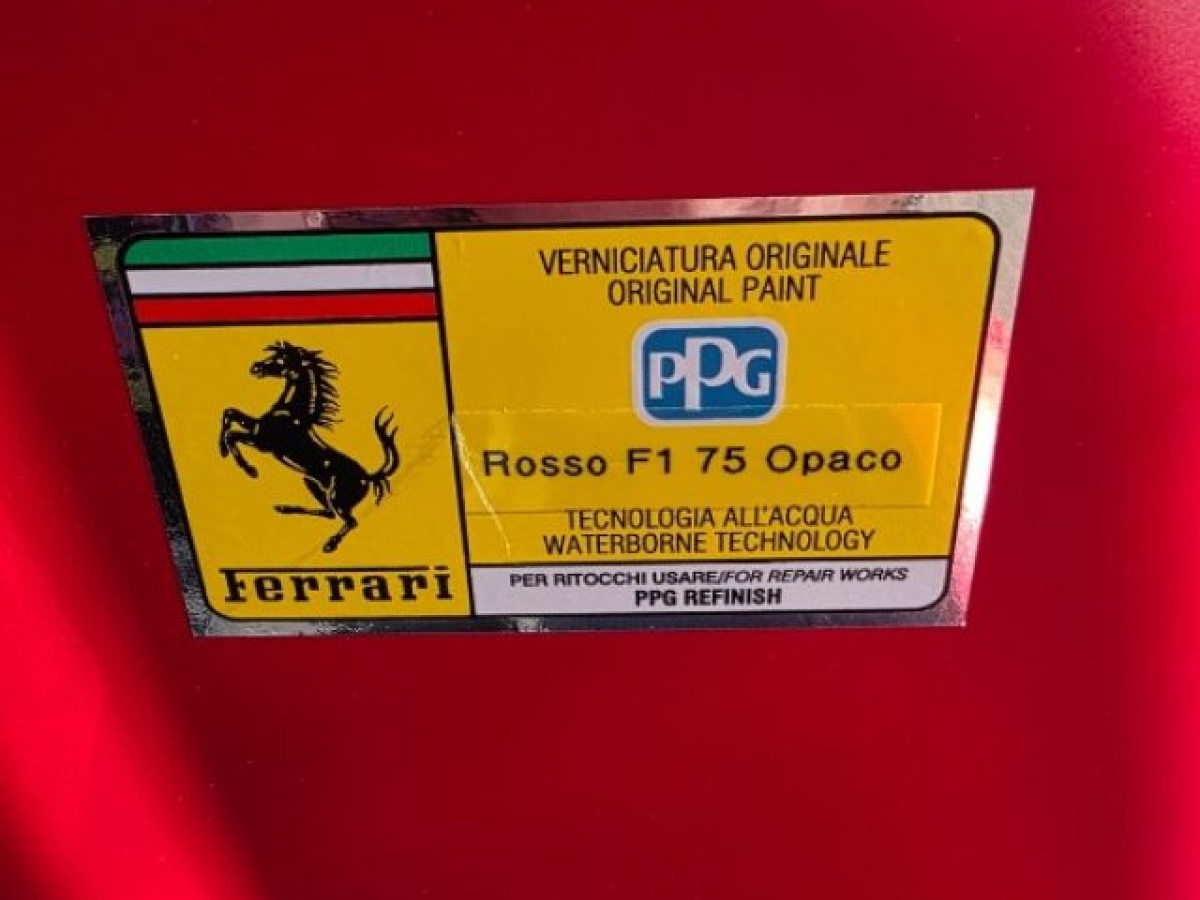 VERNICIATURA ORIGINALE
ORIGINAL PAINT
PPG
Rosso F1 75 Opaco
TECNOLOGIA ALL'ACQUA
WATERBORNE TECHNOLOGY
Ferrari
PER RITOCCHI USARE/FOR REPAIR WORKS
PPG REFINISH